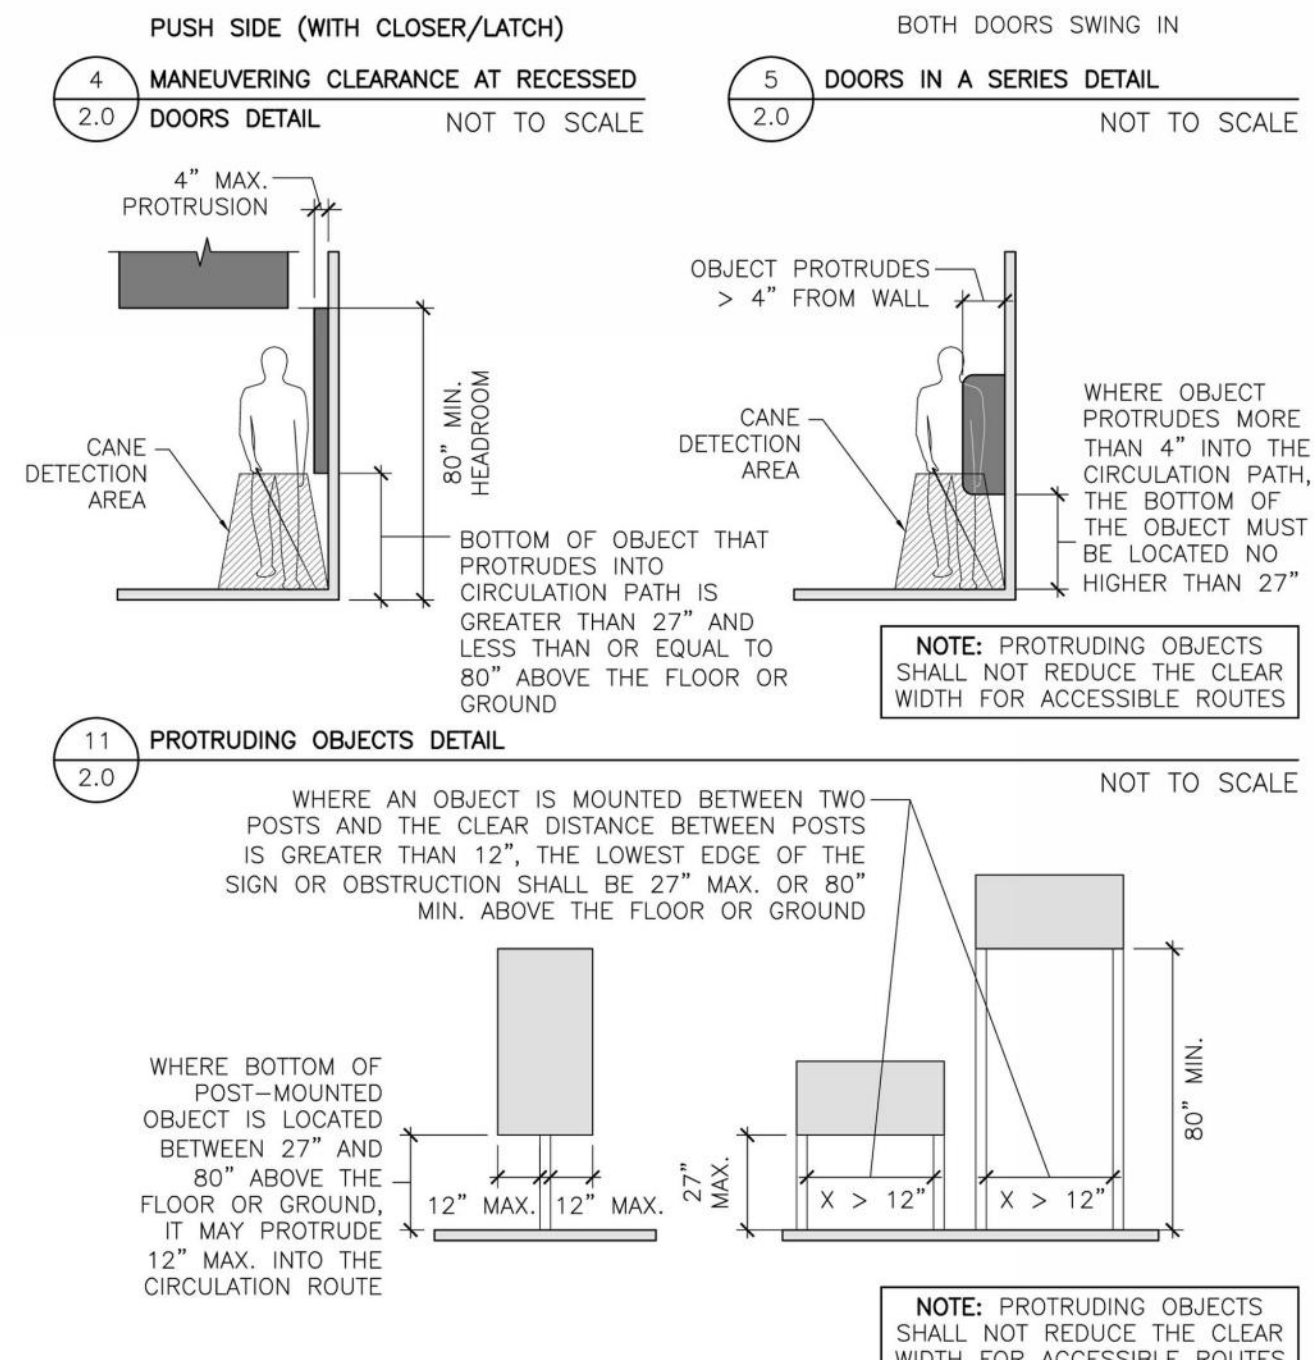 PUSH SIDE (WITH CLOSER/LATCH)
4
2.0
MANEUVERING CLEARANCE AT RECESSED
DOORS DETAIL
NOT TO SCALE
BOTH DOORS SWING IN
5
2.0
DOORS IN A SERIES DETAIL
NOT TO SCALE
4” MAX.
PROTRUSION
CANE
DETECTION
AREA
80” MIN.
HEADROOM
BOTTOM OF OBJECT THAT
PROTRUDES INTO
CIRCULATION PATH IS
GREATER THAN 27” AND
LESS THAN OR EQUAL TO
80” ABOVE THE FLOOR OR
GROUND
OBJECT PROTRUDES
> 4” FROM WALL
CANE
DETECTION
AREA
WHERE OBJECT
PROTRUDES MORE
THAN 4” INTO THE
CIRCULATION PATH,
THE BOTTOM OF
THE OBJECT MUST
BE LOCATED NO
HIGHER THAN 27”
NOTE: PROTRUDING OBJECTS
SHALL NOT REDUCE THE CLEAR
WIDTH FOR ACCESSIBLE ROUTES
11
2.0
PROTRUDING OBJECTS DETAIL
NOT TO SCALE
WHERE AN OBJECT IS MOUNTED BETWEEN TWO
POSTS AND THE CLEAR DISTANCE BETWEEN POSTS
IS GREATER THAN 12”, THE LOWEST EDGE OF THE
SIGN OR OBSTRUCTION SHALL BE 27” MAX. OR 80”
MIN. ABOVE THE FLOOR OR GROUND
WHERE BOTTOM OF
POST–MOUNTED
OBJECT IS LOCATED
BETWEEN 27” AND
80” ABOVE THE
FLOOR OR GROUND,
IT MAY PROTRUDE
12” MAX. INTO THE
CIRCULATION ROUTE
12” MAX.
12” MAX.
27”
MAX.
X > 12”
X > 12”
80” MIN.
NOTE: PROTRUDING OBJECTS
SHALL NOT REDUCE THE CLEAR
WIDTH FOR ACCESSIBLE ROUTES